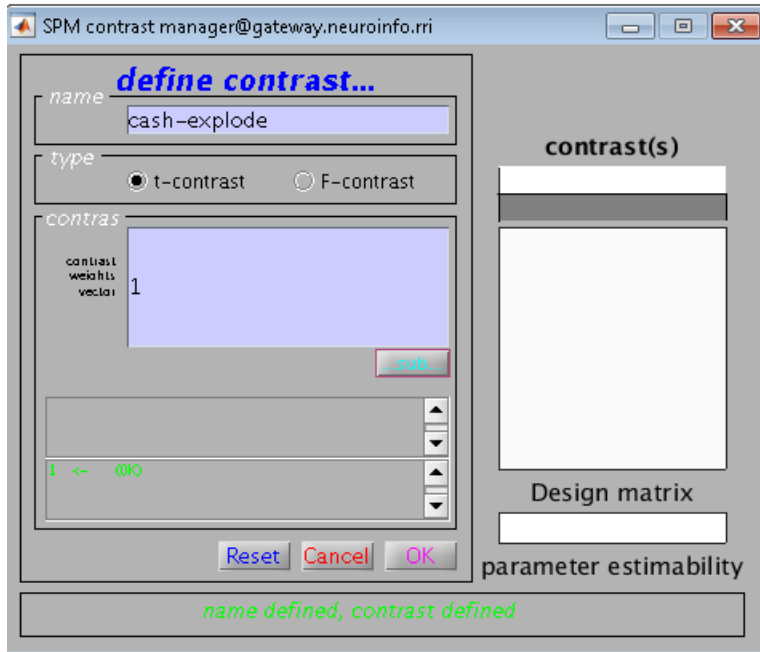 SPM contrast manager@gateway.neuroinfo.rri
define contrast...
name
cash-explode
type
t-contrast F-contrast
contras
contrast
weights
vector
1
...sub...
1 <- (OK)
Reset Cancel OK
name defined, contrast defined
contrast(s)
Design matrix
parameter estimability